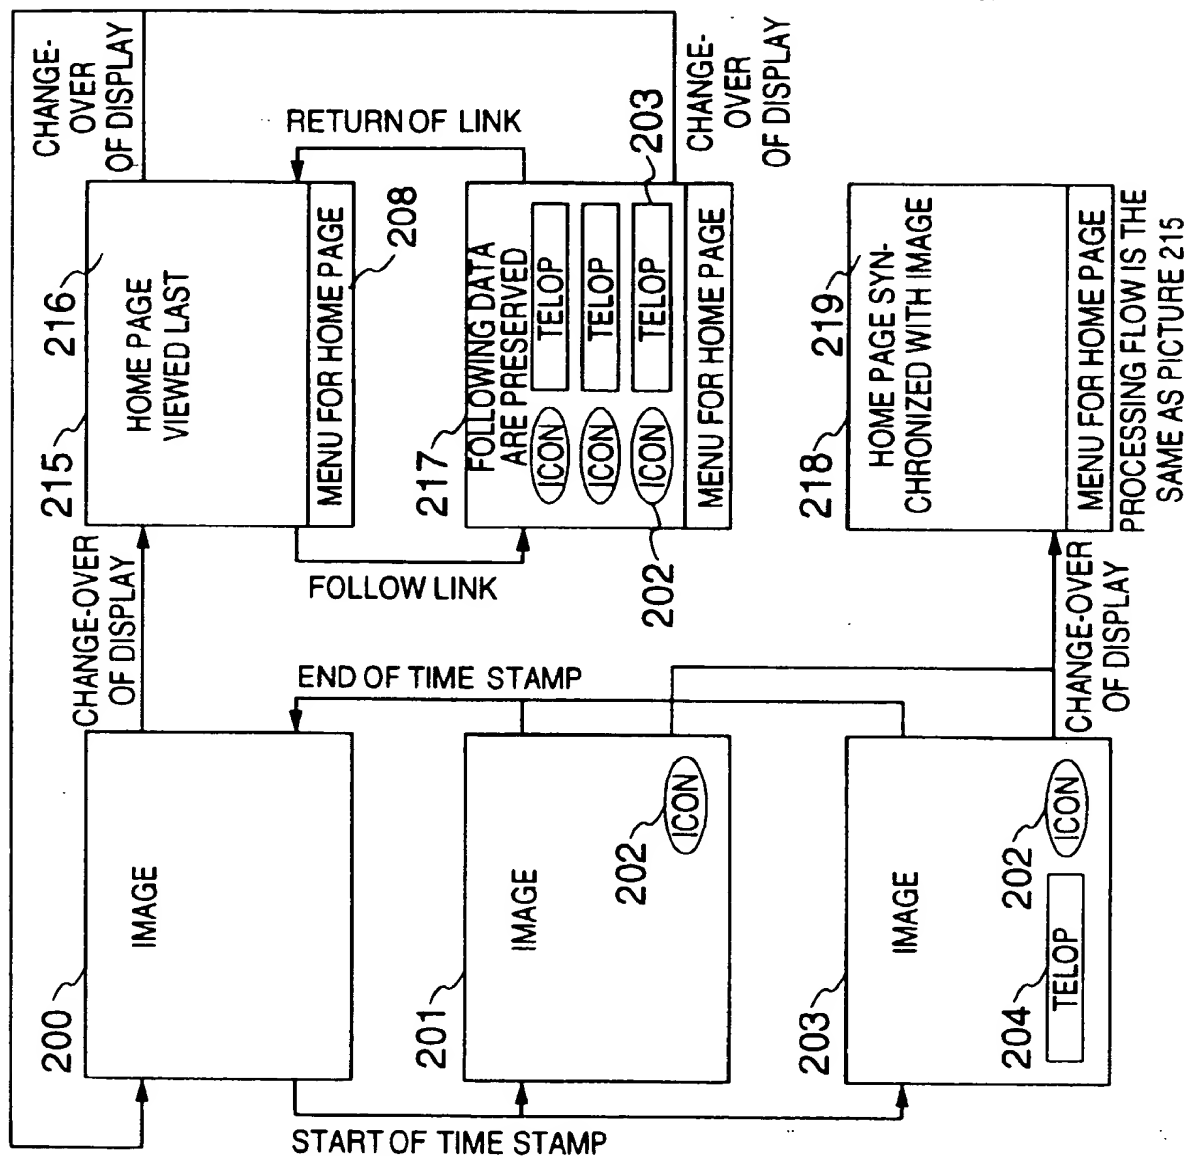 200
IMAGE
CHANGE-OVER
OF DISPLAY
215
216
HOME PAGE
VIEWED LAST
MENU FOR HOME PAGE
208
CHANGE-
OVER
OF DISPLAY
START OF TIME STAMP
END OF TIME STAMP
FOLLOW LINK
RETURN OF LINK
201
IMAGE
202
ICON
217
FOLLOWING DATA
ARE PRESERVED
ICON
TELOP
ICON
TELOP
ICON
TELOP
202
203
MENU FOR HOME PAGE
CHANGE-
OVER
OF DISPLAY
203
IMAGE
204
TELOP
202
ICON
CHANGE-OVER
OF DISPLAY
218
219
HOME PAGE SYN-
CHRONIZED WITH IMAGE
MENU FOR HOME PAGE
PROCESSING FLOW IS THE
SAME AS PICTURE 215